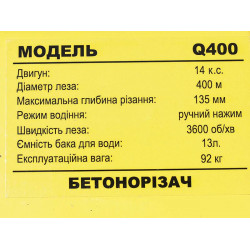 МОДЕЛЬ Q400
Двигун: 14 к.с.
Діаметр леза: 400 м
Максимальна глибина різання: 135 мм
Режим водіння: ручний нажим
Швидкість леза: 3600 об/хв
Ємність бака для води: 13л.
Експлуатаційна вага: 92 кг
БЕТОНОРІЗАЧ